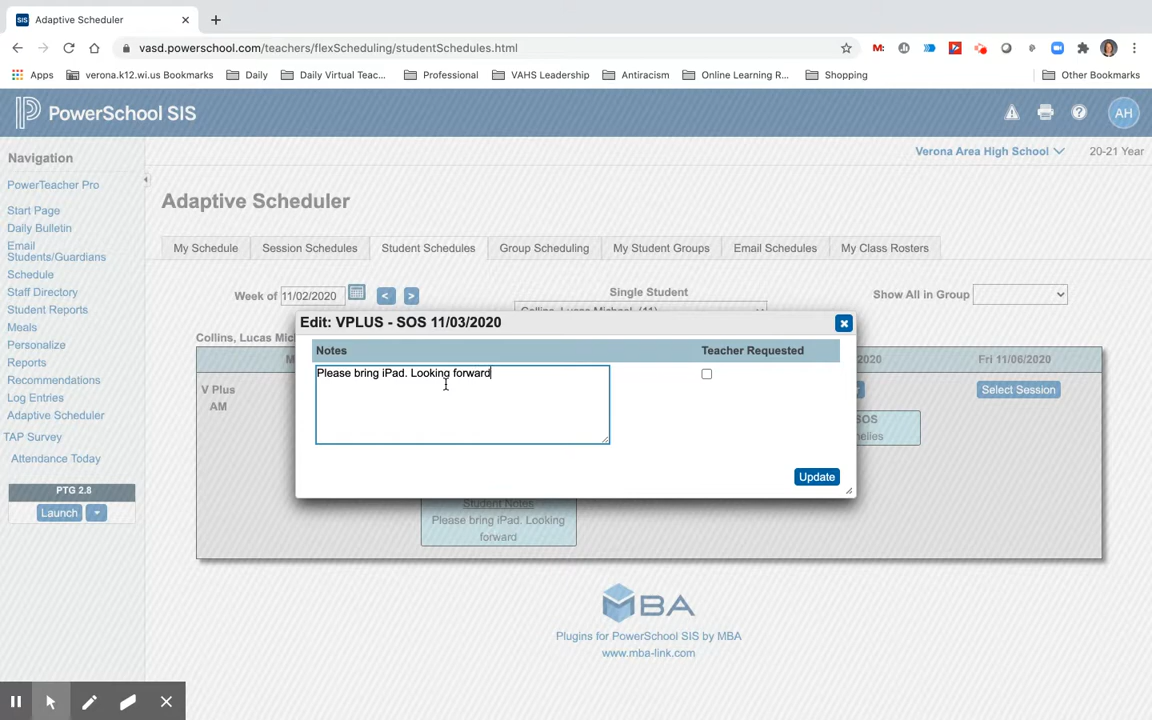 Adaptive Scheduler
vasd.powerschool.com/teachers/flexScheduling/studentSchedules.html
Apps
verona.k12.wi.us Bookmarks
Daily
Daily Virtual Teac...
Professional
VAHS Leadership
Antiracism
Online Learning R...
Shopping
Other Bookmarks
PowerSchool SIS
AH
Verona Area High School
20-21 Year
Navigation
PowerTeacher Pro
Start Page
Daily Bulletin
Email
Students/Guardians
Schedule
Staff Directory
Student Reports
Meals
Personalize
Reports
Recommendations
Log Entries
Adaptive Scheduler
TAP Survey
Attendance Today
PTG 2.8
Launch
Adaptive Scheduler
My Schedule
Session Schedules
Student Schedules
Group Scheduling
My Student Groups
Email Schedules
My Class Rosters
Week of
11/02/2020
<
>
Single Student
Collins, Lucas Michael (11)
Show All in Group
Collins, Lucas Mic
M
2020
Fri 11/06/2020
V Plus
AM
Select Session
SOS
nelies
Edit: VPLUS - SOS 11/03/2020
Notes
Teacher Requested
Please bring iPad. Looking forward
Update
Student Notes
Please bring iPad. Looking
forward
MBA
Plugins for PowerSchool SIS by MBA
www.mba-link.com